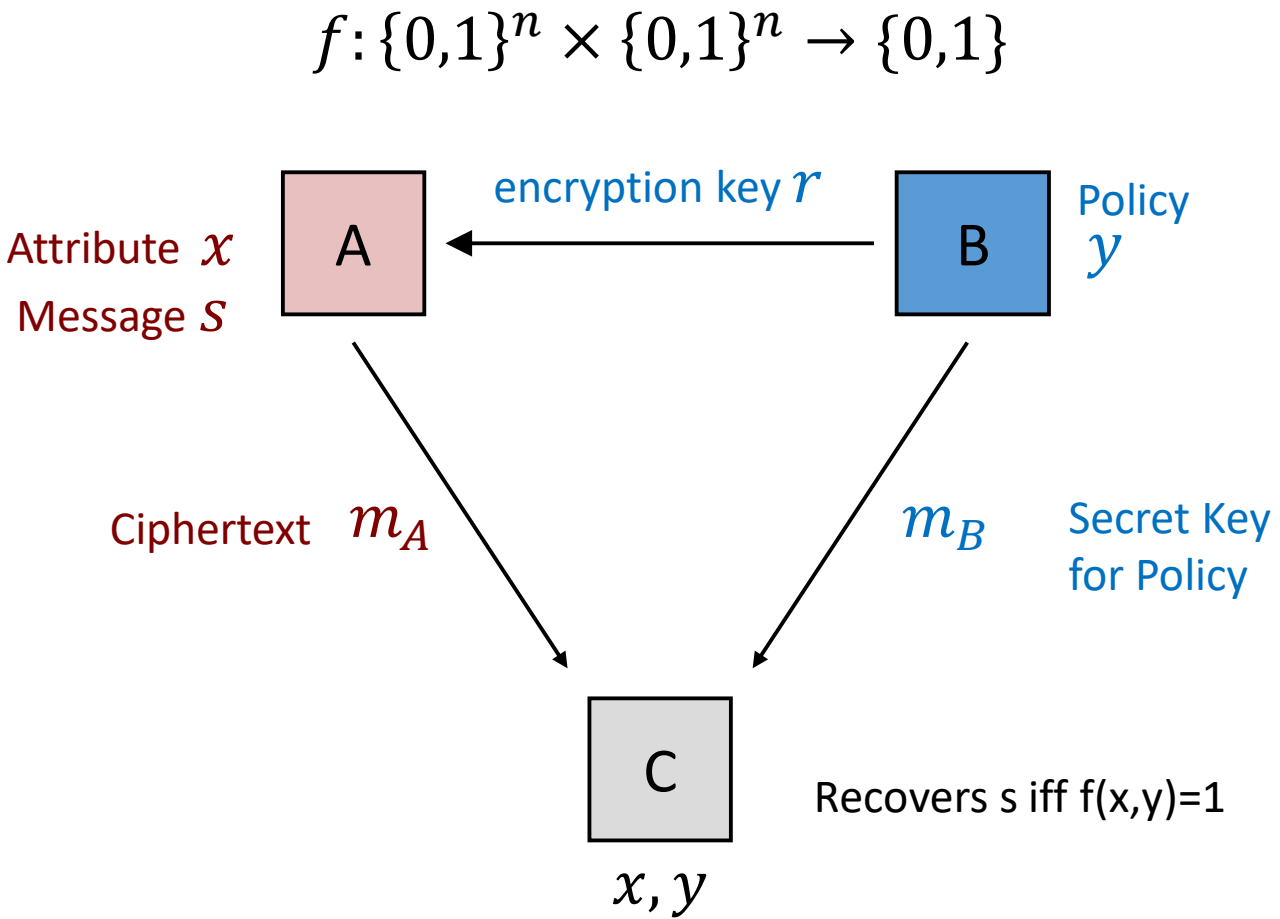 f: {0,1}ⁿ × {0,1}ⁿ → {0,1}
encryption key r
A
B
Policy
y
Attribute x
Message s
Ciphertext m_A
m_B
Secret Key
for Policy
C
Recovers s iff f(x,y)=1
x, y